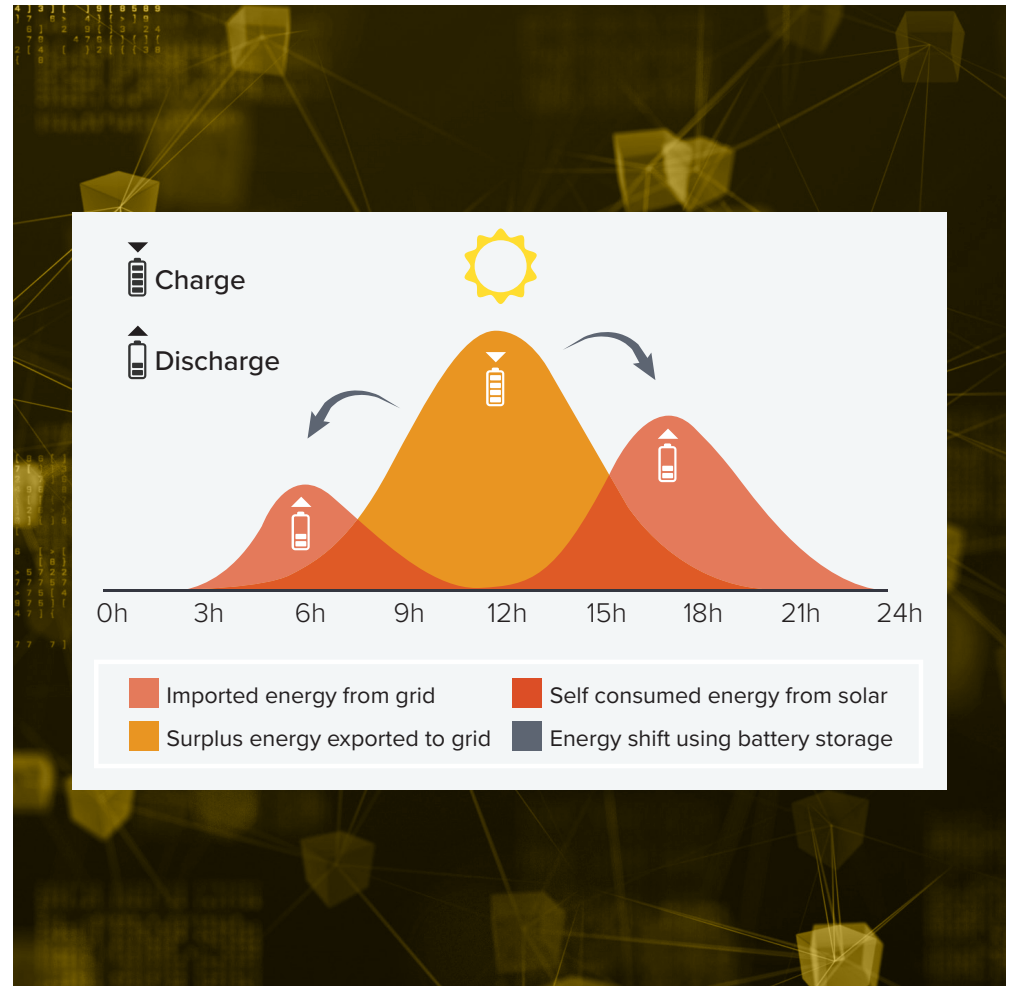 Charge
Discharge
0h 3h 6h 9h 12h 15h 18h 21h 24h
Imported energy from grid
Self consumed energy from solar
Surplus energy exported to grid
Energy shift using battery storage